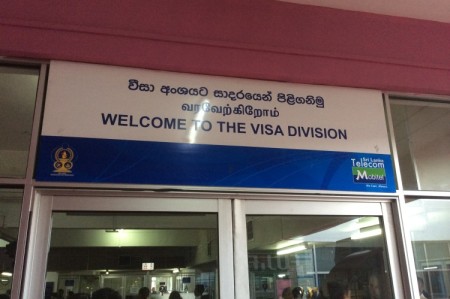 වීසා අංශයට සාදරයෙන් පිළිගනිමු
வரவேற்கிறோம்
WELCOME TO THE VISA DIVISION
Sri Lanka
Telecom
Mobitel